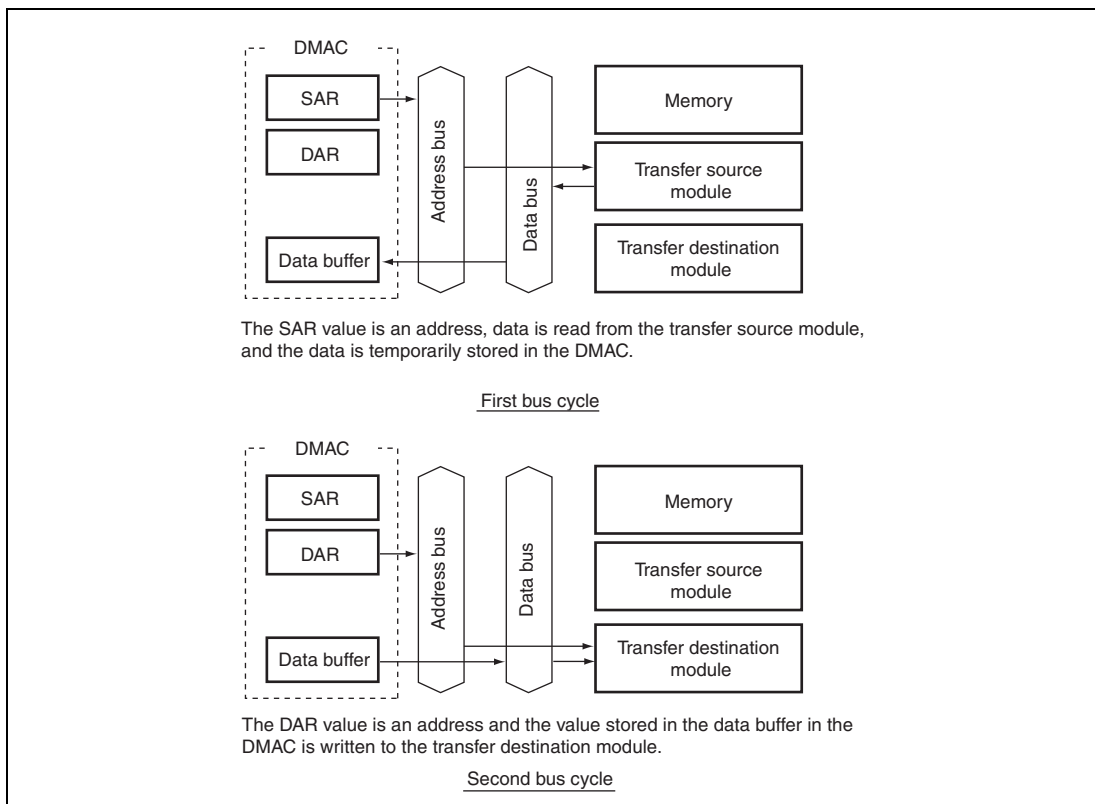 DMAC
SAR
DAR
Data buffer
Address bus
Data bus
Memory
Transfer source
module
Transfer destination
module
The SAR value is an address, data is read from the transfer source module,
and the data is temporarily stored in the DMAC.
First bus cycle
DMAC
SAR
DAR
Data buffer
Address bus
Data bus
Memory
Transfer source
module
Transfer destination
module
The DAR value is an address and the value stored in the data buffer in the
DMAC is written to the transfer destination module.
Second bus cycle